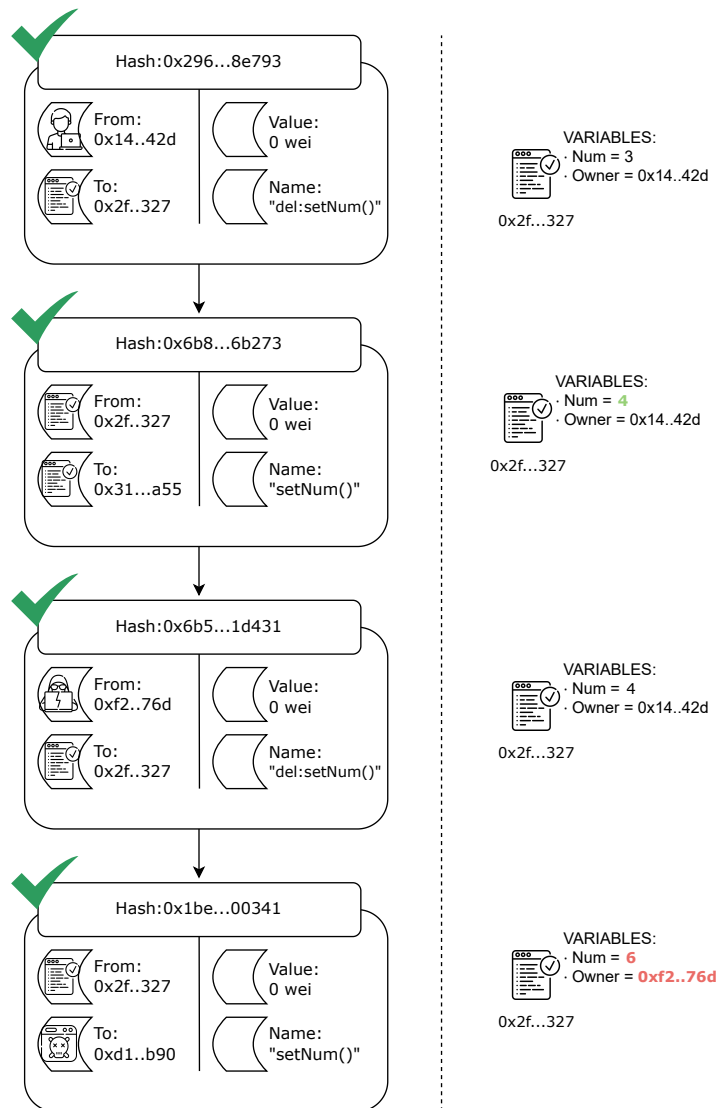 Hash:0x296...8e793
From:
0x14..42d
Value:
0 wei
To:
0x2f..327
Name:
"del:setNum()"
VARIABLES:
· Num = 3
· Owner = 0x14..42d
0x2f...327
Hash:0x6b8...6b273
From:
0x2f..327
Value:
0 wei
To:
0x31...a55
Name:
"setNum()"
VARIABLES:
· Num = 4
· Owner = 0x14..42d
0x2f...327
Hash:0x6b5...1d431
From:
0xf2..76d
Value:
0 wei
To:
0x2f..327
Name:
"del:setNum()"
VARIABLES:
· Num = 4
· Owner = 0x14..42d
0x2f...327
Hash:0x1be...00341
From:
0x2f..327
Value:
0 wei
To:
0xd1..b90
Name:
"setNum()"
VARIABLES:
· Num = 6
· Owner = 0xf2..76d
0x2f...327